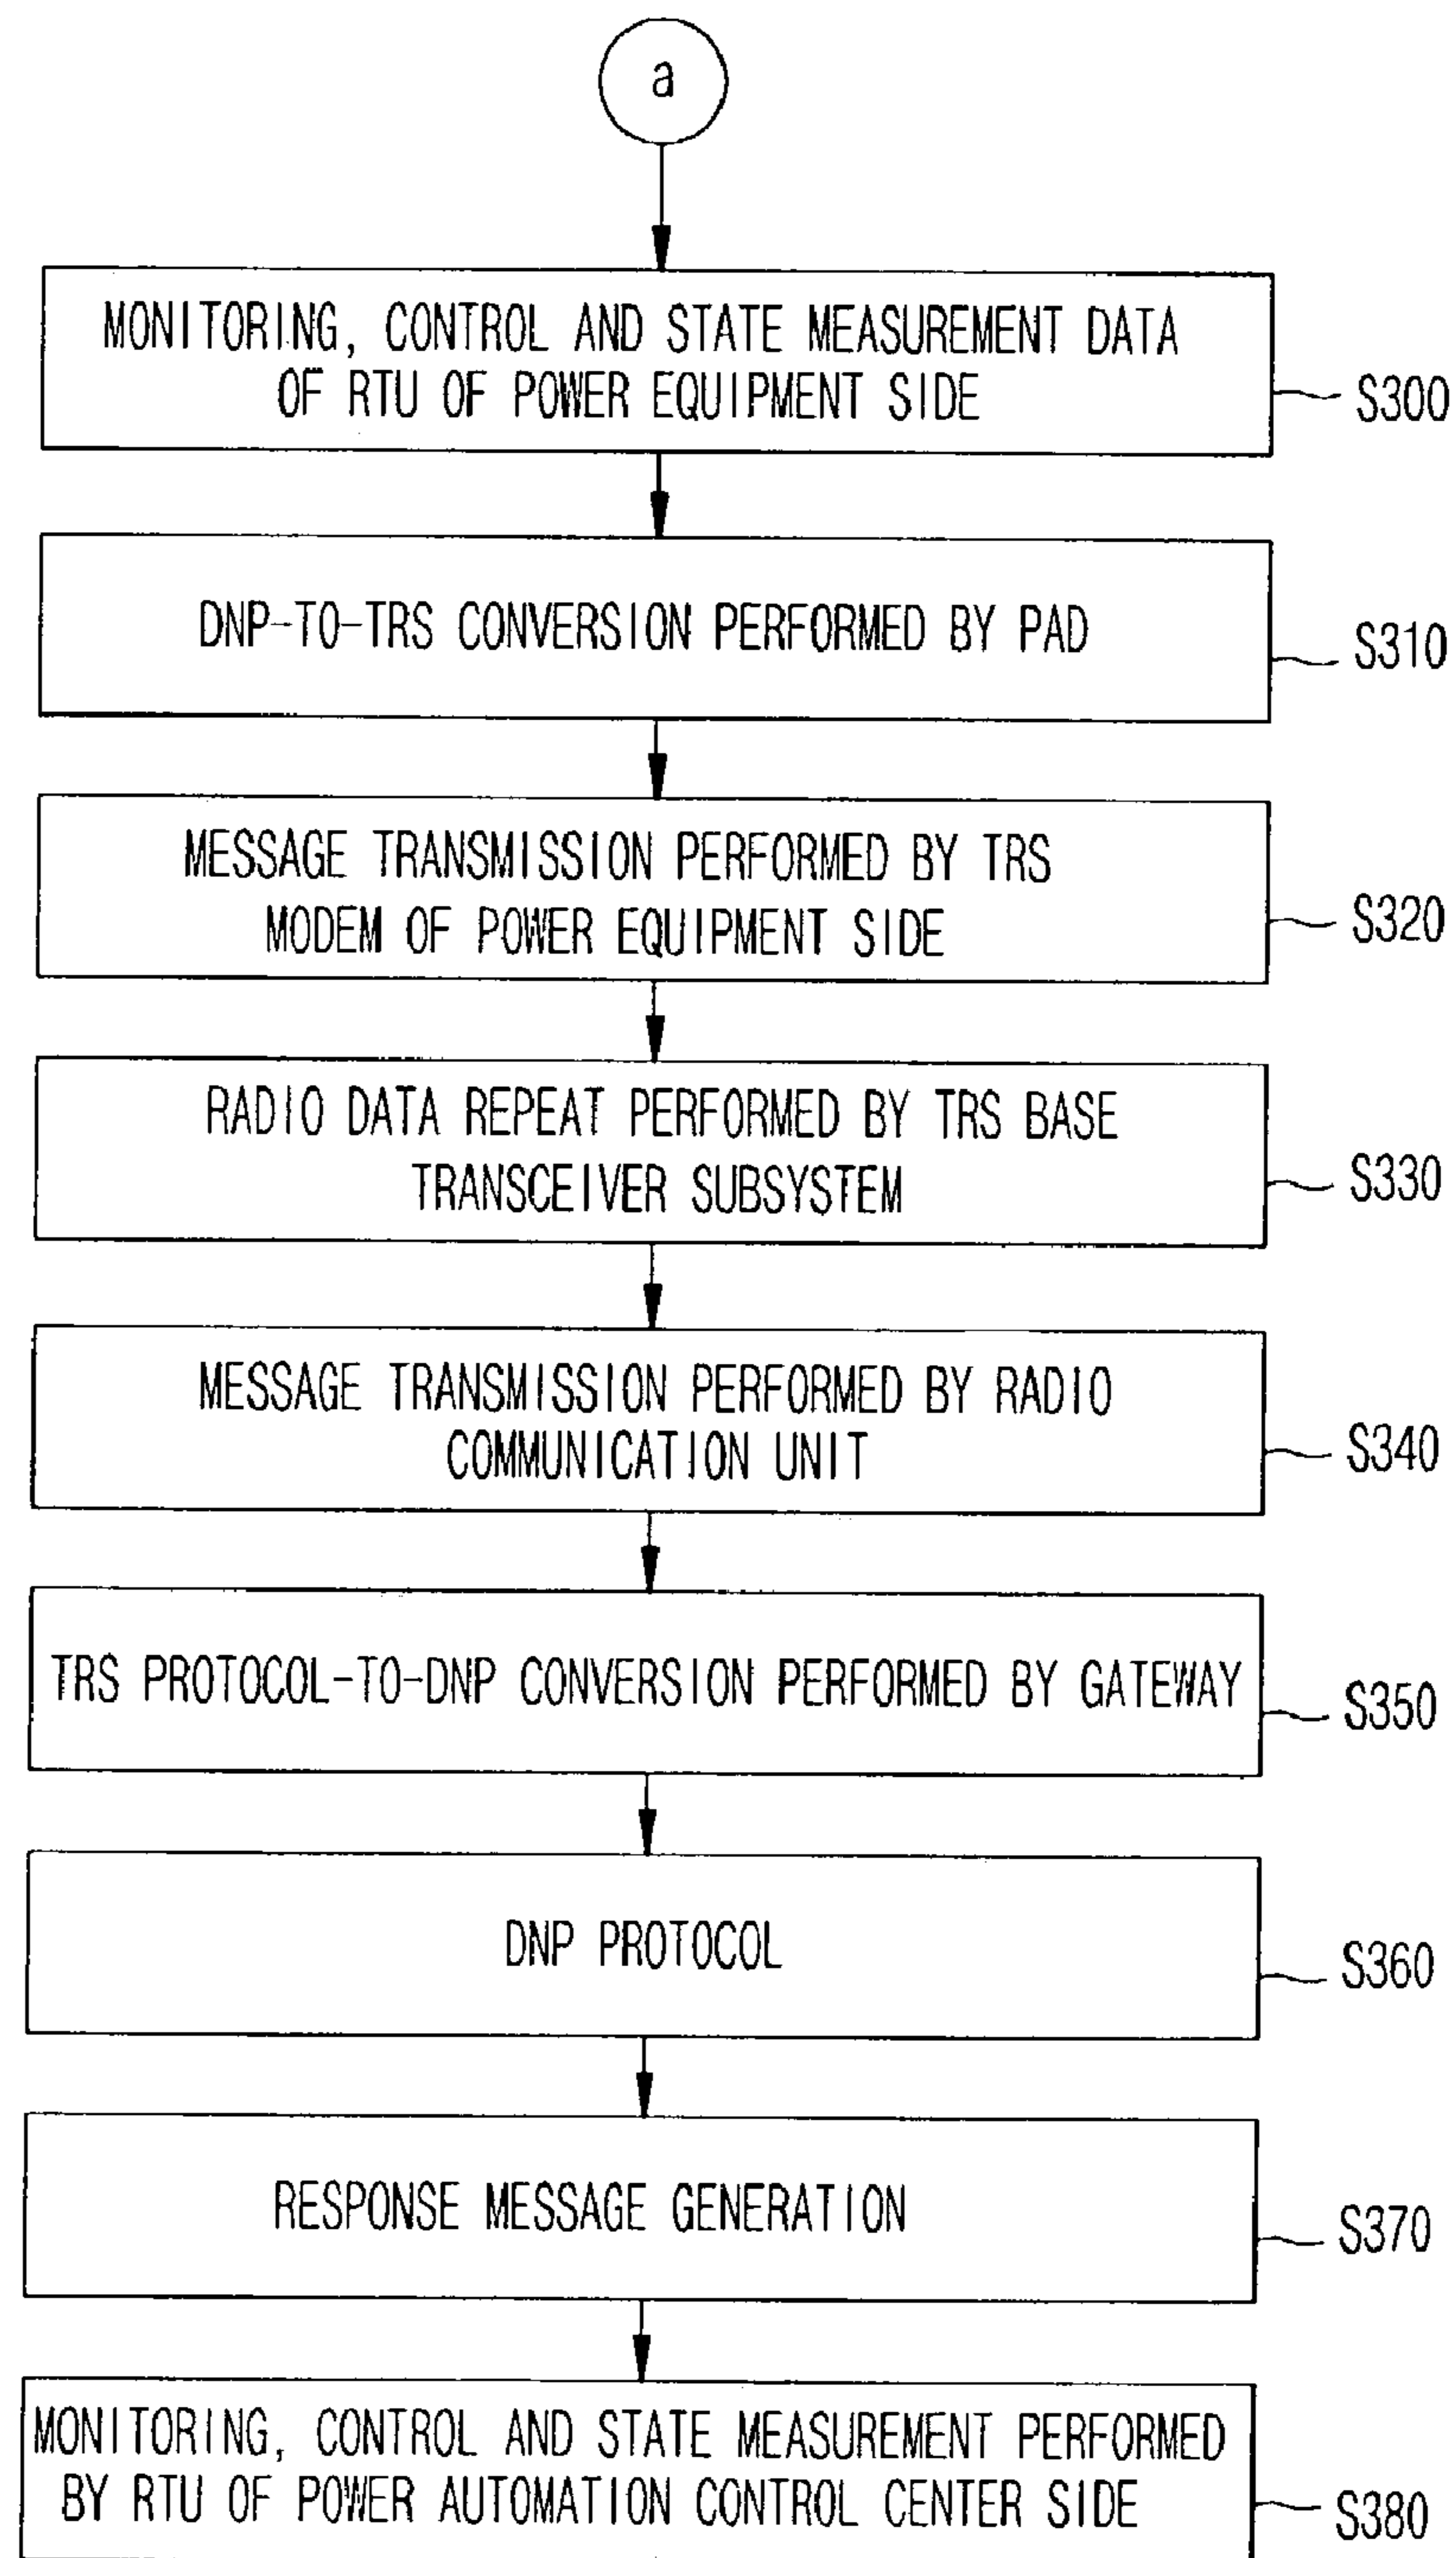 a
MONITORING, CONTROL AND STATE MEASUREMENT DATA
OF RTU OF POWER EQUIPMENT SIDE
S300
DNP-TO-TRS CONVERSION PERFORMED BY PAD
S310
MESSAGE TRANSMISSION PERFORMED BY TRS
MODEM OF POWER EQUIPMENT SIDE
S320
RADIO DATA REPEAT PERFORMED BY TRS BASE
TRANSCEIVER SUBSYSTEM
S330
MESSAGE TRANSMISSION PERFORMED BY RADIO
COMMUNICATION UNIT
S340
TRS PROTOCOL-TO-DNP CONVERSION PERFORMED BY GATEWAY
S350
DNP PROTOCOL
S360
RESPONSE MESSAGE GENERATION
S370
MONITORING, CONTROL AND STATE MEASUREMENT PERFORMED
BY RTU OF POWER AUTOMATION CONTROL CENTER SIDE
S380